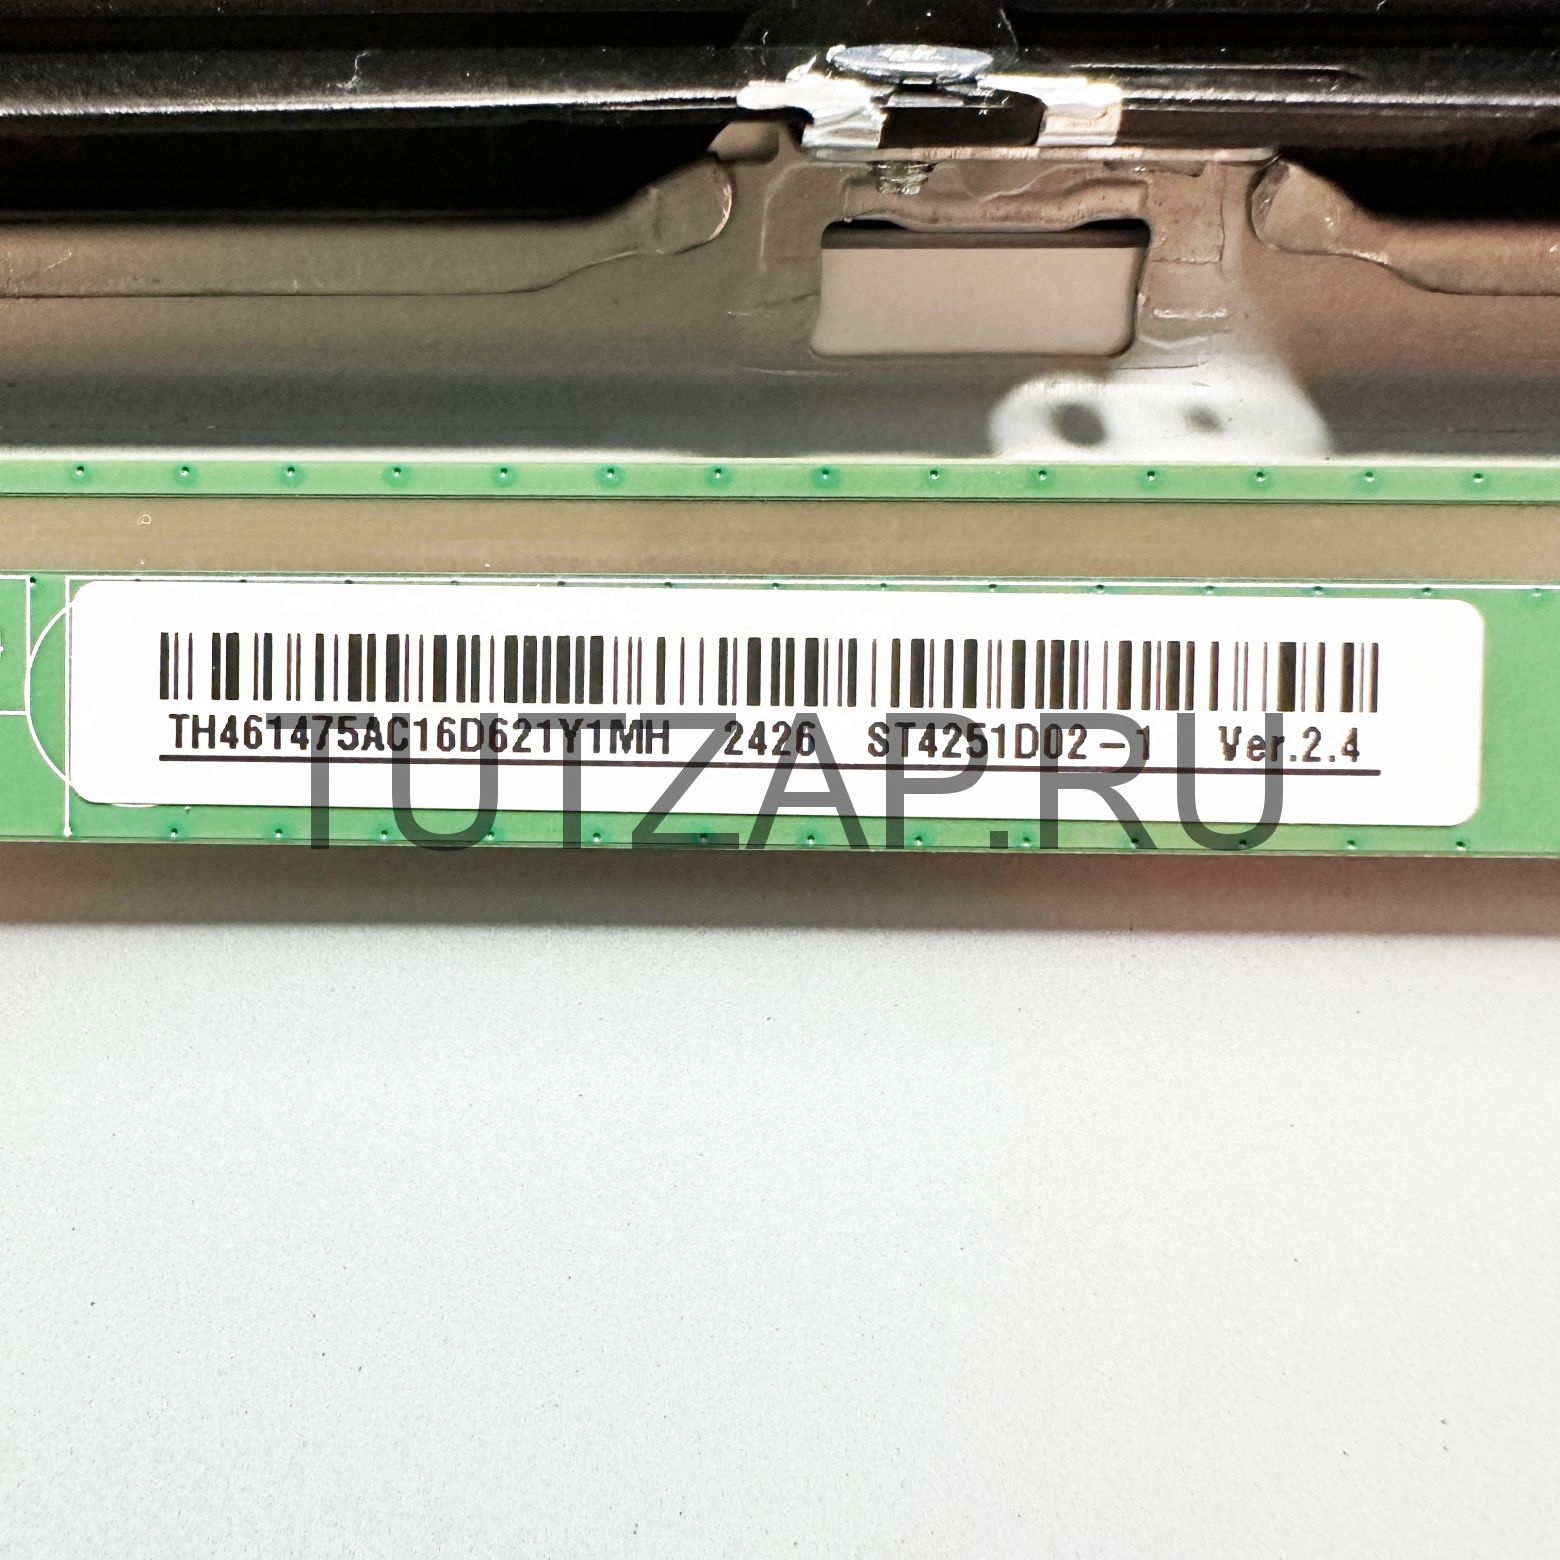 TH461475AC16D621Y1MH 2426 ST4251D02-1 Ver.2.4
TUTZAP.RU